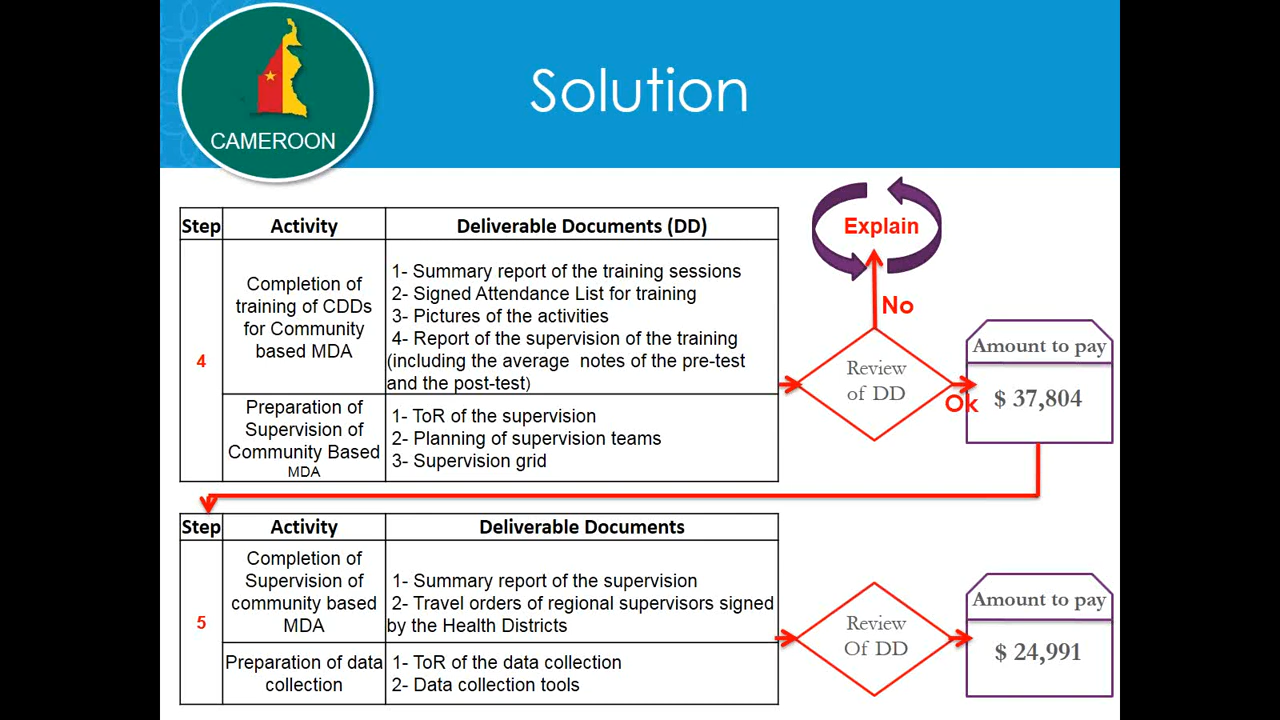 CAMEROON
Solution
Step
Activity
Deliverable Documents (DD)
4
Completion of
training of CDDs
for Community
based MDA
1- Summary report of the training sessions
2- Signed Attendance List for training
3- Pictures of the activities
4- Report of the supervision of the training
(including the average notes of the pre-test
and the post-test)
Preparation of
Supervision of
Community Based
MDA
1- ToR of the supervision
2- Planning of supervision teams
3- Supervision grid
Explain
No
Review
of DD
Ok
Amount to pay
$ 37,804
Step
Activity
Deliverable Documents
5
Completion of
Supervision of
community based
MDA
1- Summary report of the supervision
2- Travel orders of regional supervisors signed
by the Health Districts
Preparation of data
collection
1- ToR of the data collection
2- Data collection tools
Review
Of DD
Amount to pay
$ 24,991